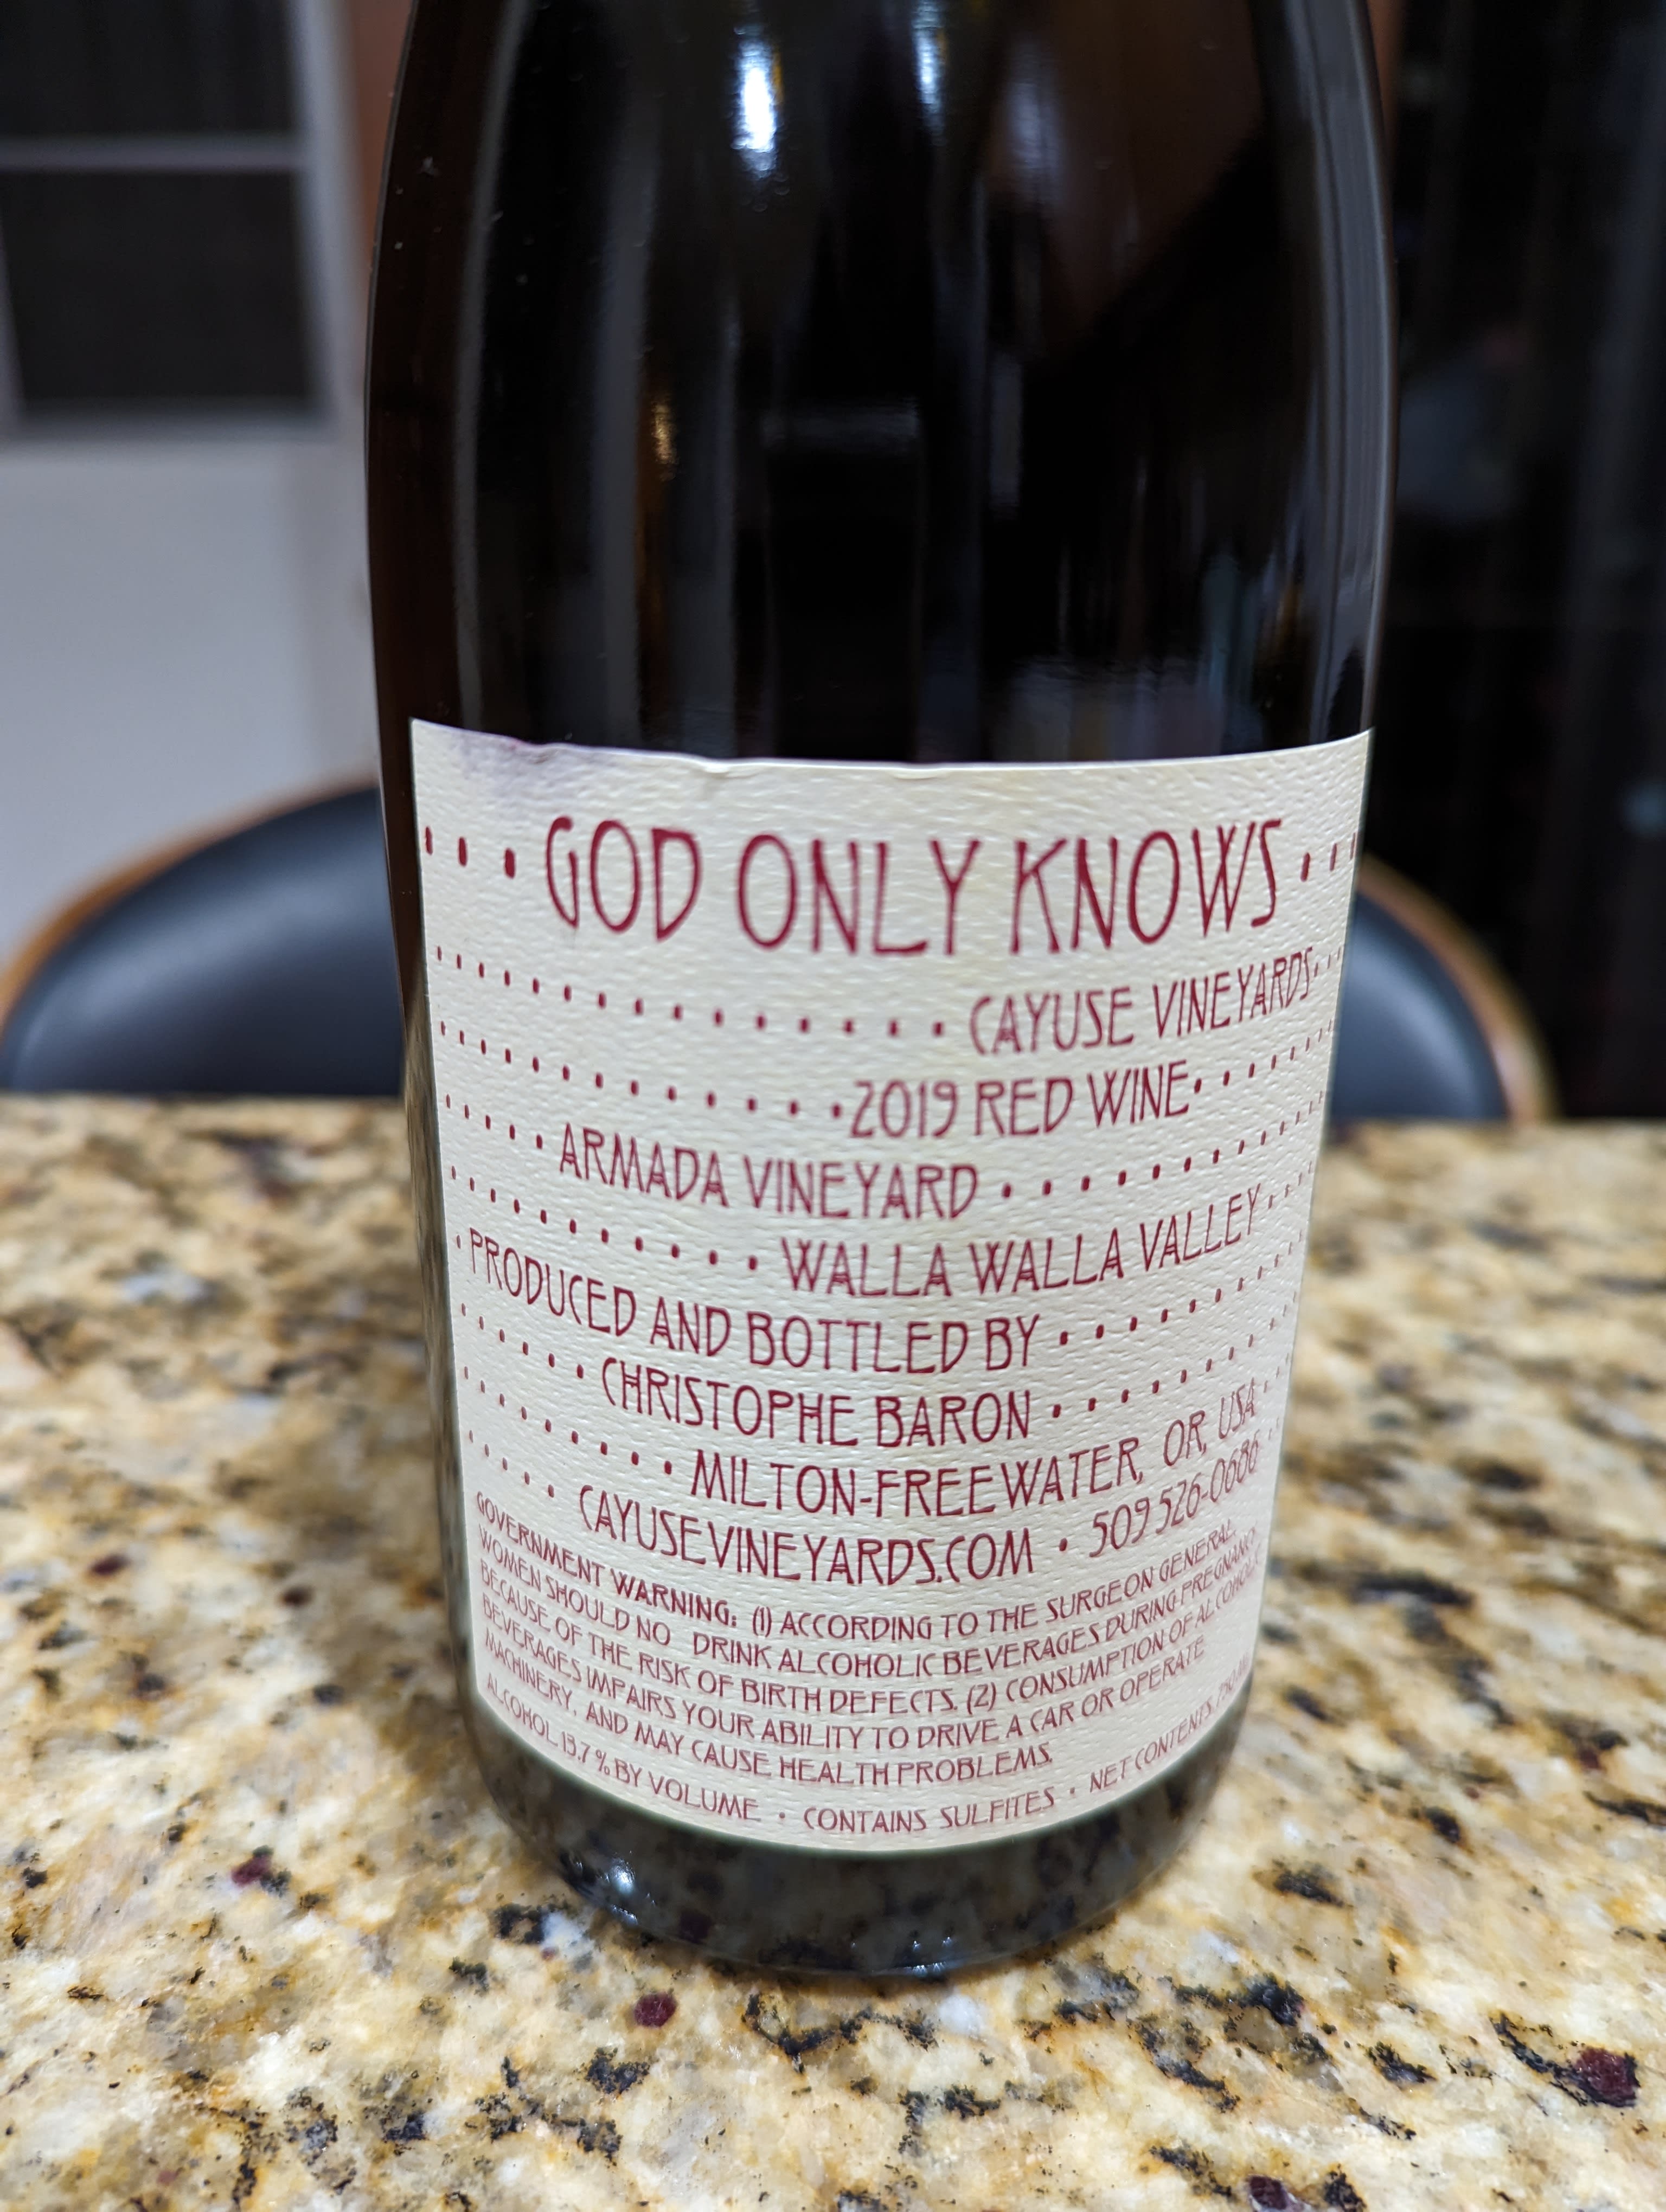 GOD ONLY KNOWS
CAYUSE VINEYARDS
2019 RED WINE
ARMADA VINEYARD
WALLA WALLA VALLEY
PRODUCED AND BOTTLED BY
CHRISTOPHE BARON
MILTON-FREEWATER, OR, USA
CAYUSEVINEYARDS.COM • 509 526-0686
GOVERNMENT WARNING: (1) ACCORDING TO THE SURGEON GENERAL
WOMEN SHOULD NO DRINK ALCOHOLIC BEVERAGES DURING PREGNANCY
BECAUSE OF THE RISK OF BIRTH DEFECTS. (2) CONSUMPTION OF ALCOHOLIC
BEVERAGES IMPAIRS YOUR ABILITY TO DRIVE A CAR OR OPERATE
MACHINERY, AND MAY CAUSE HEALTH PROBLEMS.
ALCOHOL 13.7 % BY VOLUME • CONTAINS SULFITES • NET CONTENTS